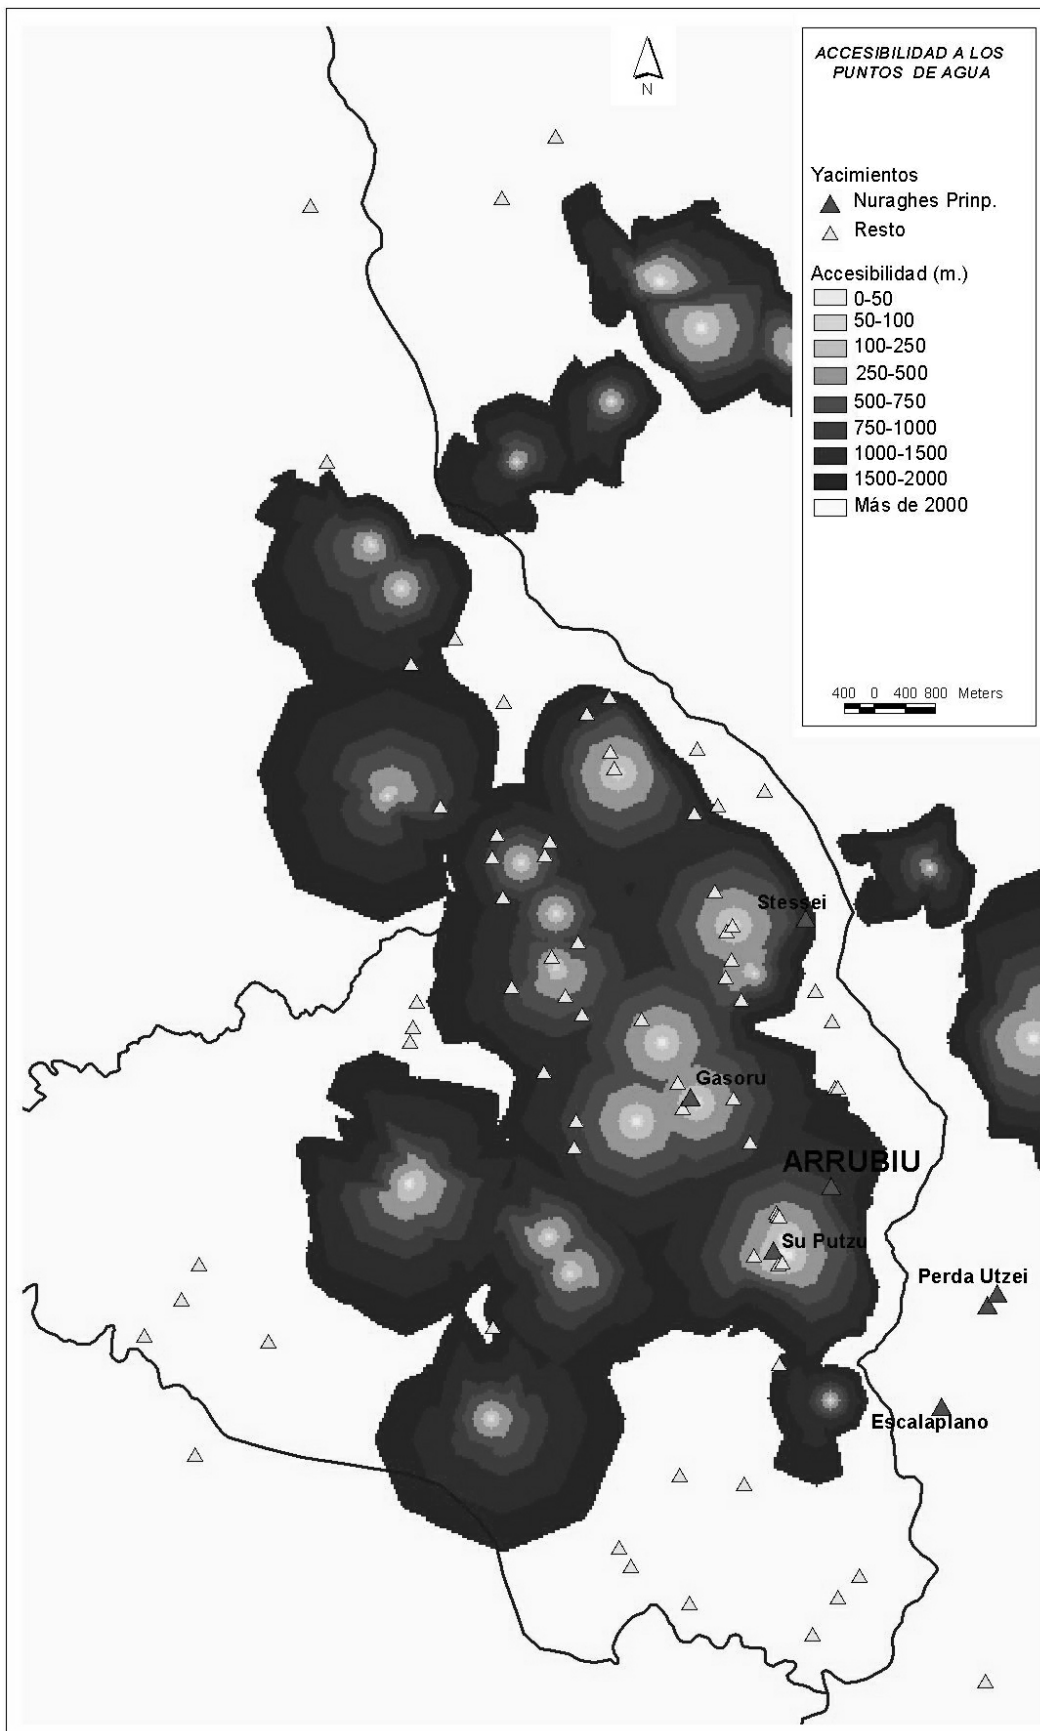 N
ACCESIBILIDAD A LOS
PUNTOS DE AGUA
Yacimientos
Nuraghes Prinp.
Resto
Accesibilidad (m.)
0-50
50-100
100-250
250-500
500-750
750-1000
1000-1500
1500-2000
Más de 2000
400 0 400 800 Meters
Stessei
Gasoru
ARRUBIU
Su Putzu
Perda Utzei
Escalaplano